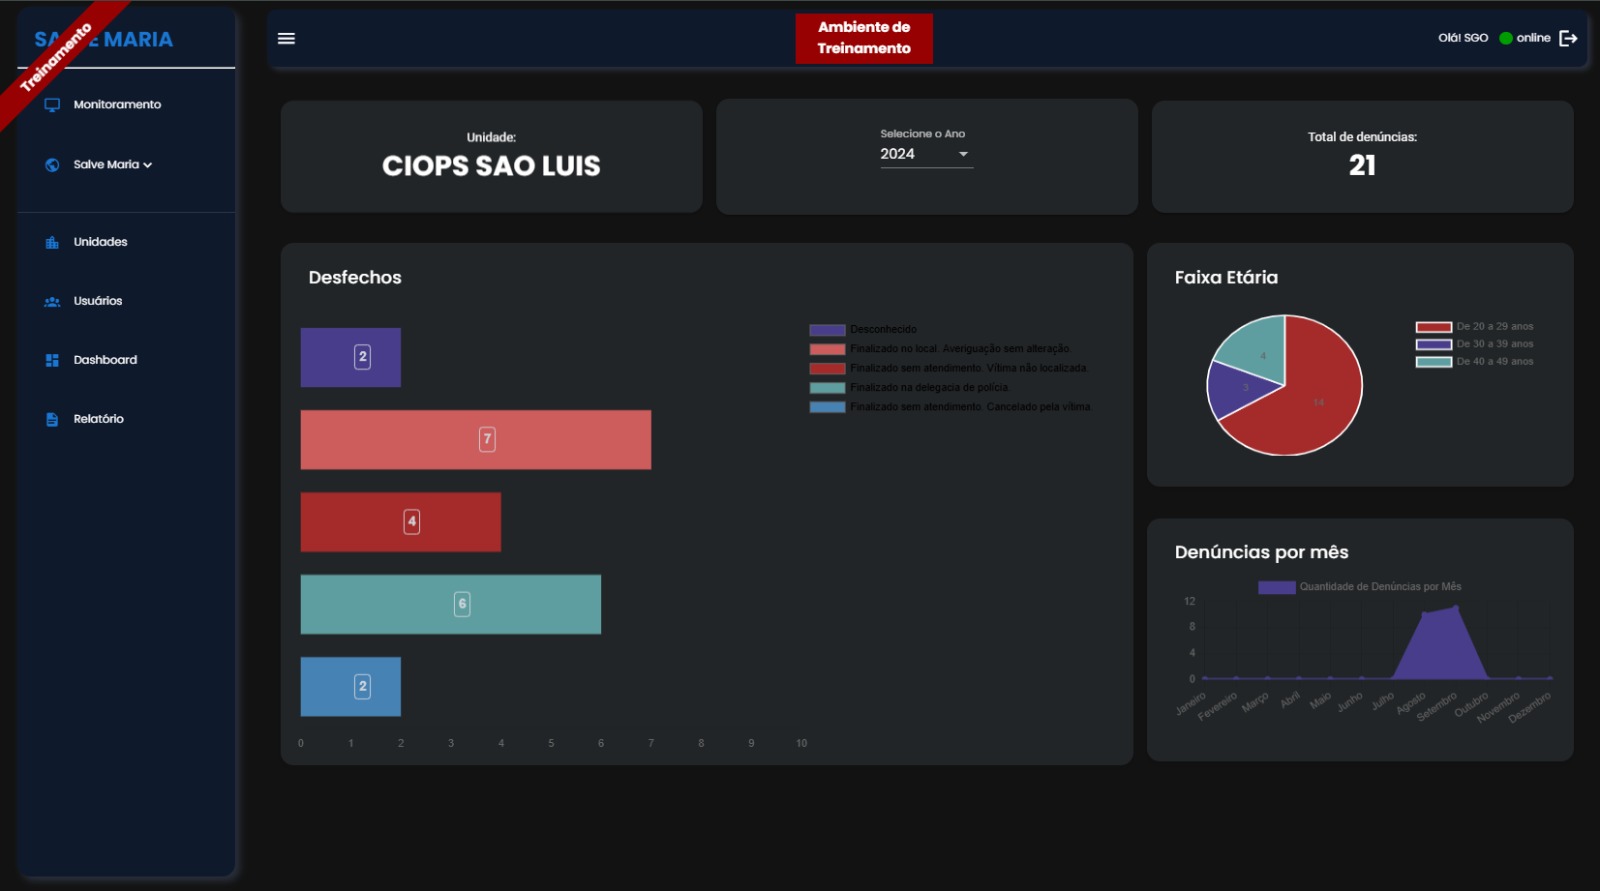 SALVE MARIA
Treinamento
Monitoramento
Salve Maria
Unidades
Usuários
Dashboard
Relatório
Ambiente de
Treinamento
Olá! SGO
online
Unidade:
CIOPS SAO LUIS
Selecione o Ano
2024
Total de denúncias:
21
Desfechos
2
7
4
6
2
0 1 2 3 4 5 6 7 8 9 10
Desconhecido
Finalizado no local. Averiguação sem alteração.
Finalizado sem atendimento. Vítima não localizada.
Finalizado na delegacia de polícia.
Finalizado sem atendimento. Cancelado pela vítima.
Faixa Etária
4
3
14
De 20 a 29 anos
De 30 a 39 anos
De 40 a 49 anos
Denúncias por mês
Quantidade de Denúncias por Mês
12
8
4
0
Janeiro Fevereiro Março Abril Maio Junho Julho Agosto Setembro Outubro Novembro Dezembro